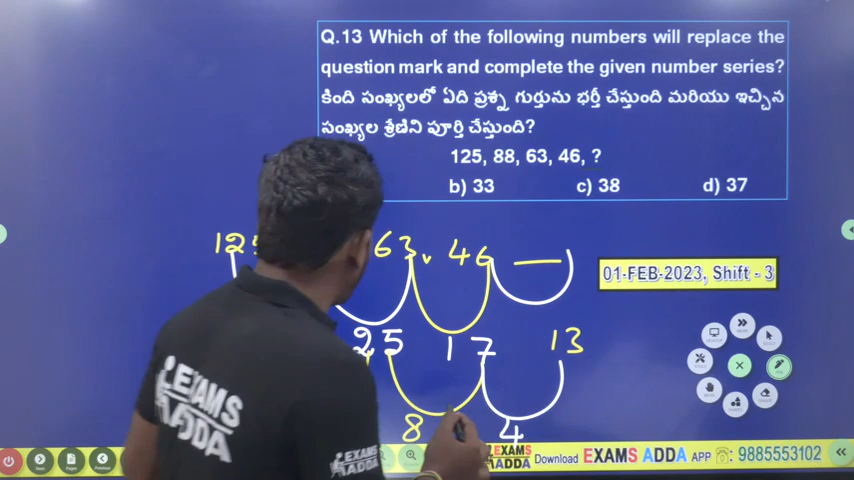 Q.13 Which of the following numbers will replace the
question mark and complete the given number series?
కింది సంఖ్యలలో ఏది ప్రశ్న గుర్తును భర్తీ చేస్తుంది మరియు ఇచ్చిన
సంఖ్యల శ్రేణిని పూర్తి చేస్తుంది?
125, 88, 63, 46, ?
b) 33 c) 38 d) 37
63, 46
01-FEB-2023, Shift - 3
25 17 13
8 4
EXAMS
ADDA
EXAMS
ADDA
EXAMS
ADDA
Download EXAMS ADDA APP : 9885553102